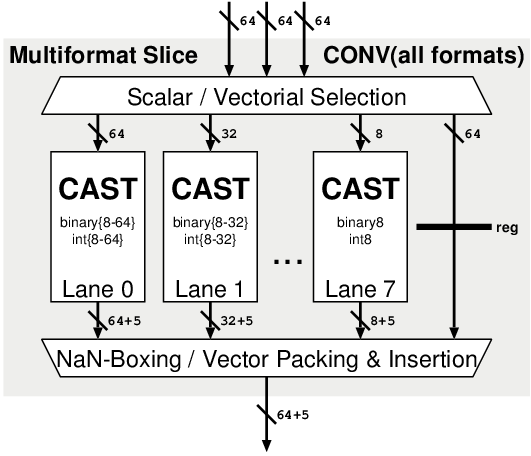 64 64 64
Multiformat Slice CONV(all formats)
Scalar / Vectorial Selection
64 32 8 64
CAST CAST CAST
binary{8-64} binary{8-32} binary8
int{8-64} int{8-32} int8
reg
...
Lane 0 Lane 1 Lane 7
64+5 32+5 8+5
NaN-Boxing / Vector Packing & Insertion
64+5